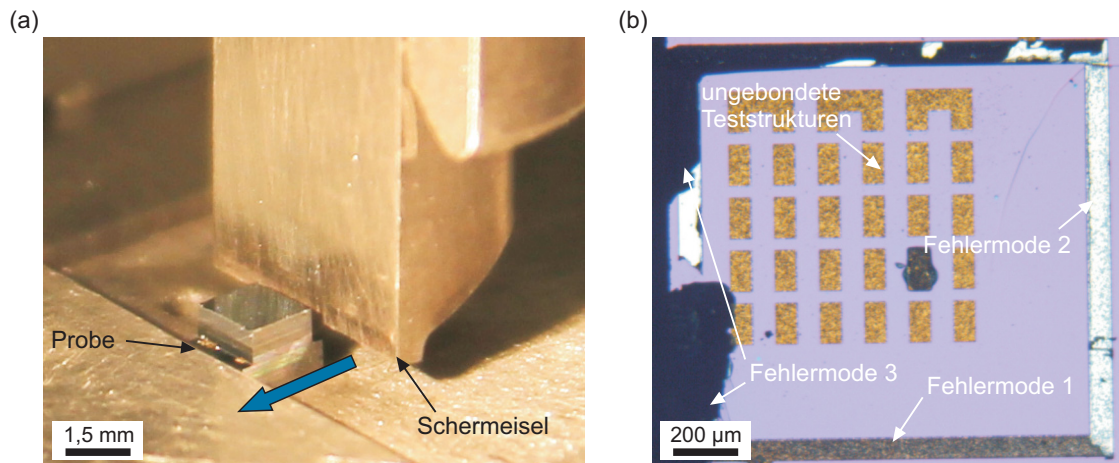 (a)
Probe
Schermeisel
1,5 mm
(b)
ungebondete
Teststrukturen
Fehlermode 2
Fehlermode 3
Fehlermode 1
200 µm